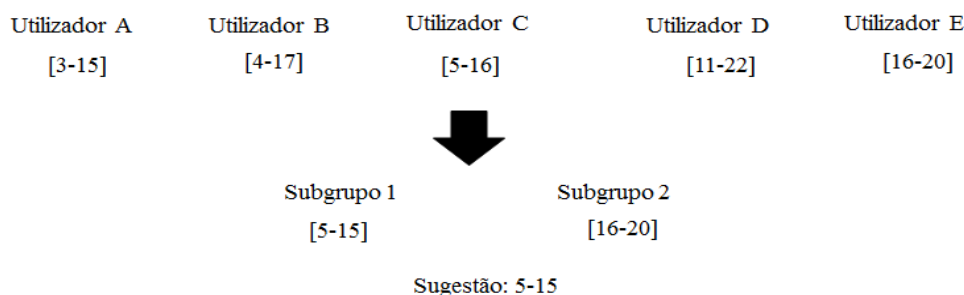 Utilizador A Utilizador B Utilizador C Utilizador D Utilizador E
[3-15] [4-17] [5-16] [11-22] [16-20]
Subgrupo 1 Subgrupo 2
[5-15] [16-20]
Sugestão: 5-15